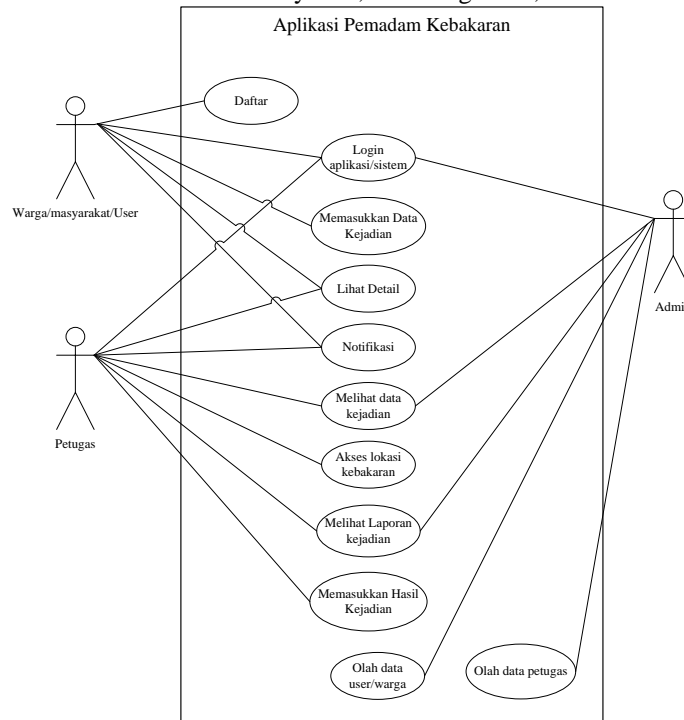 Aplikasi Pemadam Kebakaran
Daftar
Login
aplikasi/sistem
Warga/masyarakat/User
Memasukkan Data
Kejadian
Lihat Detail
Admi
Notifikasi
Petugas
Melihat data
kejadian
Akses lokasi
kebakaran
Melihat Laporan
kejadian
Memasukkan Hasil
Kejadian
Olah data
user/warga
Olah data petugas